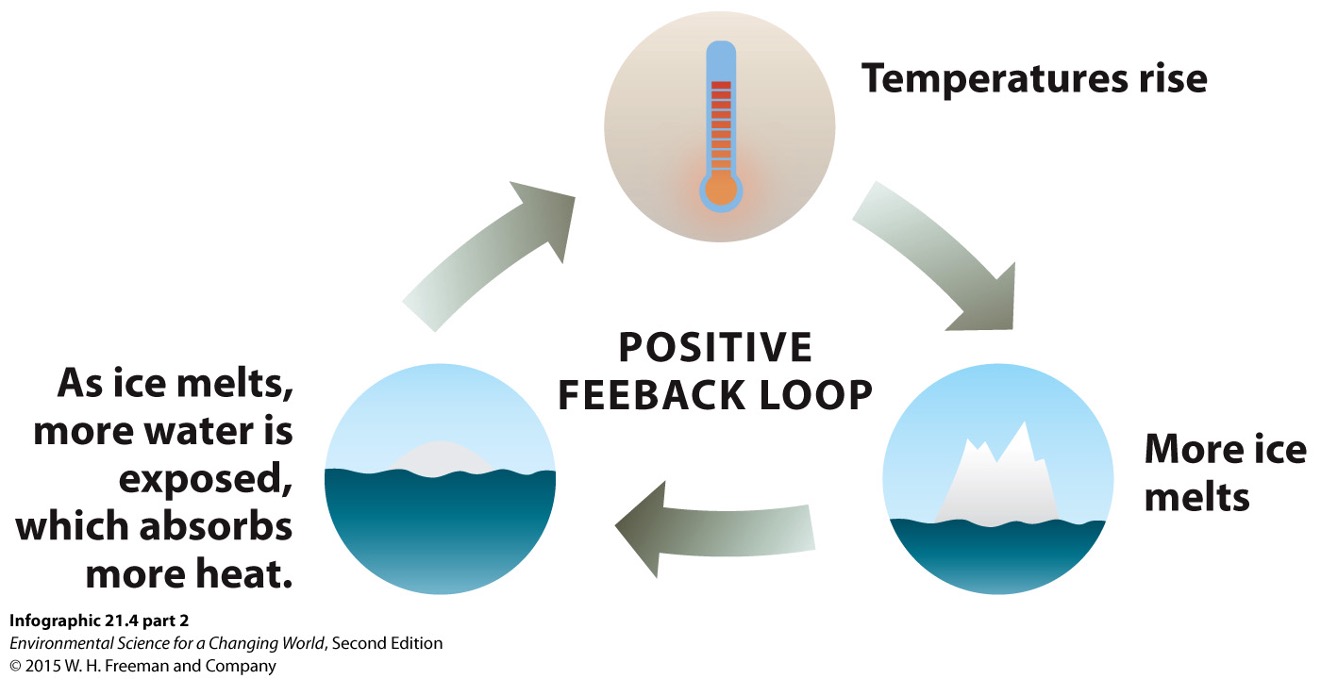 Temperatures rise
More ice
melts
As ice melts,
more water is
exposed,
which absorbs
more heat.
POSITIVE
FEEBACK LOOP
Infographic 21.4 part 2
Environmental Science for a Changing World, Second Edition
© 2015 W. H. Freeman and Company